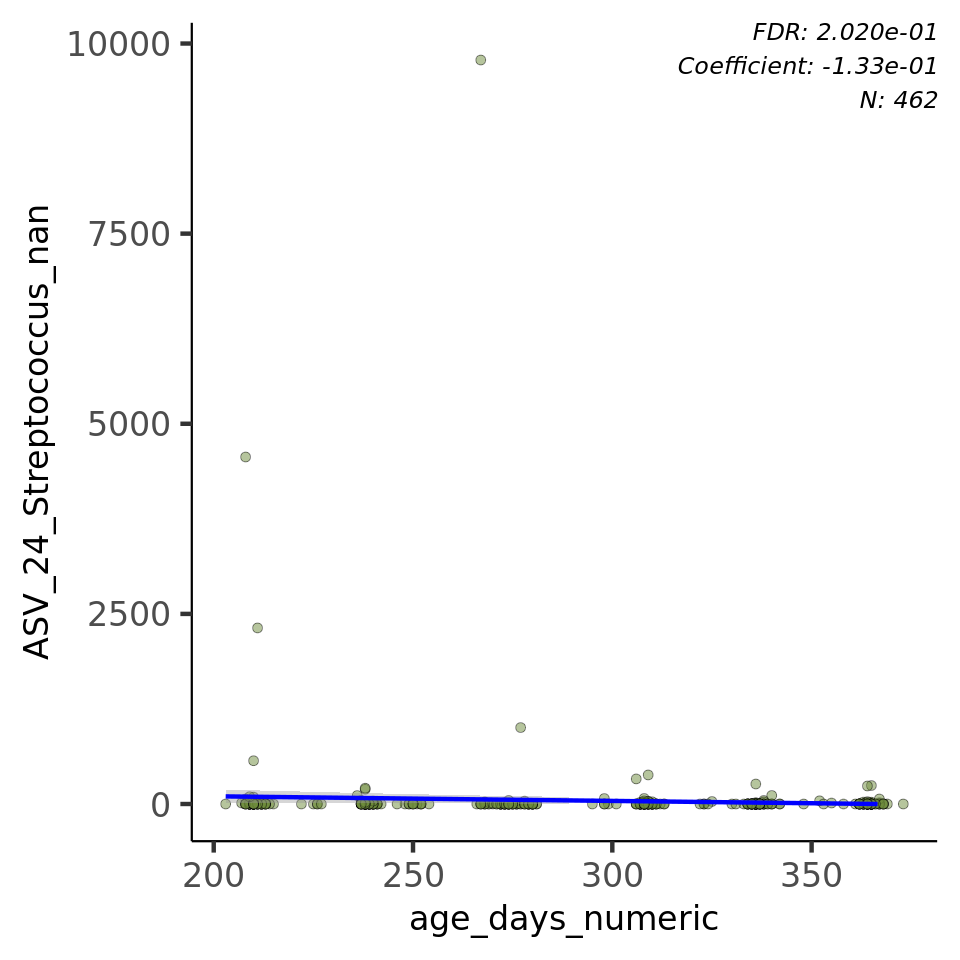 FDR: 2.020e-01
Coefficient: -1.33e-01
N: 462
10000
7500
5000
2500
0
ASV_24_Streptococcus_nan
200 250 300 350
age_days_numeric